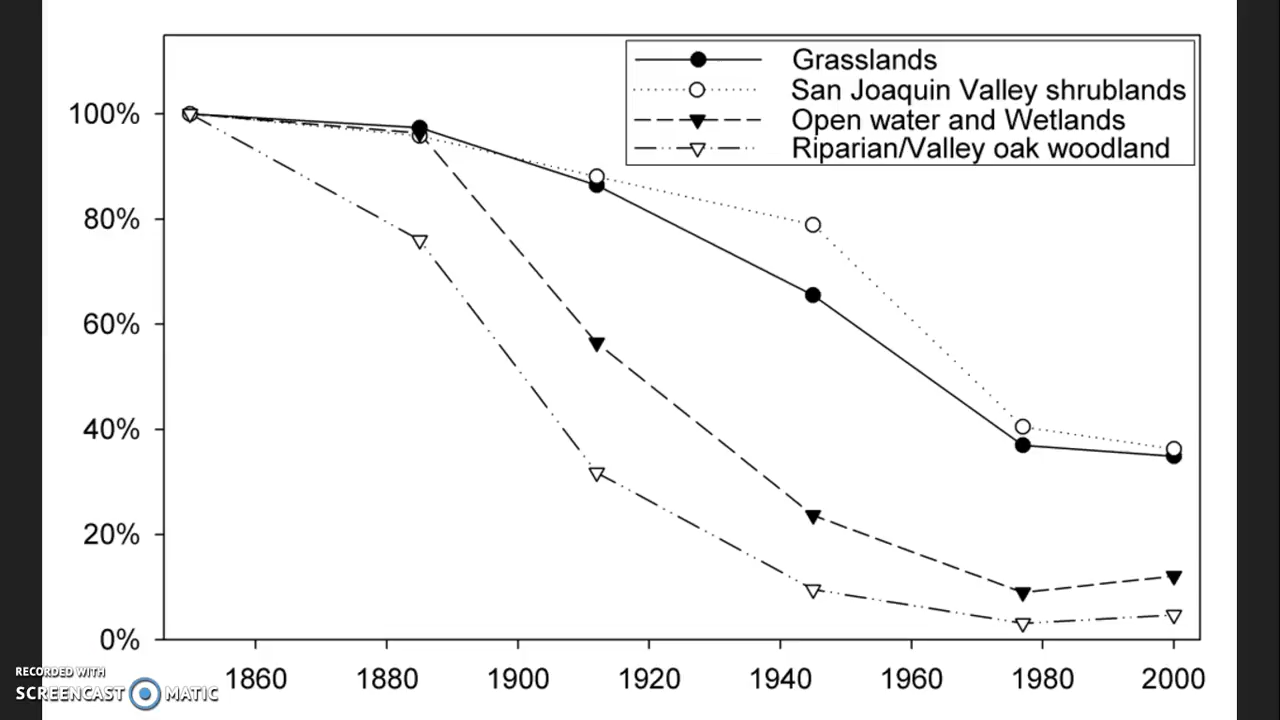 Grasslands
San Joaquin Valley shrublands
Open water and Wetlands
Riparian/Valley oak woodland
100%
80%
60%
40%
20%
0%
1860 1880 1900 1920 1940 1960 1980 2000
RECORDED WITH
SCREENCAST MATIC